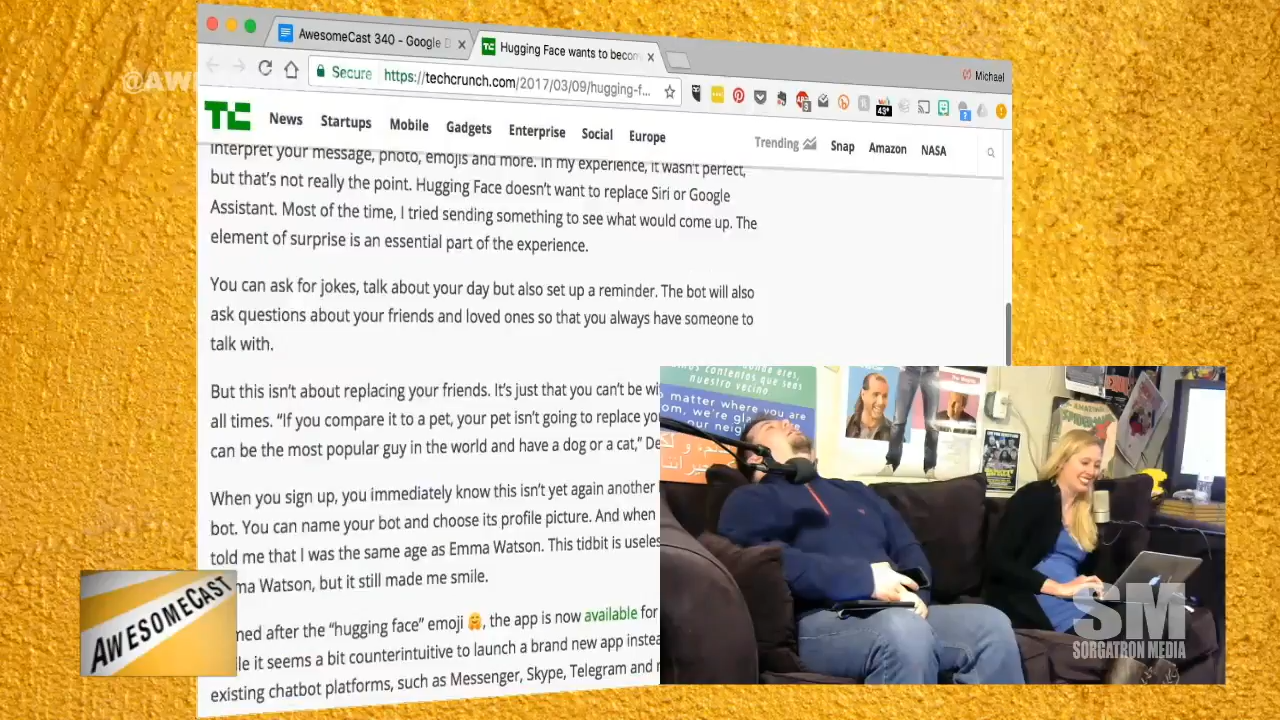 AwesomeCast 340 - Google D
Hugging Face wants to becom
Michael
@AW
Secure
https://techcrunch.com/2017/03/09/hugging-f...
43°
TC
News
Startups
Mobile
Gadgets
Enterprise
Social
Europe
Trending
Snap
Amazon
NASA
interpret your message, photo, emojis and more. In my experience, it wasn't perfect,
but that's not really the point. Hugging Face doesn't want to replace Siri or Google
Assistant. Most of the time, I tried sending something to see what would come up. The
element of surprise is an essential part of the experience.
You can ask for jokes, talk about your day but also set up a reminder. The bot will also
ask questions about your friends and loved ones so that you always have someone to
talk with.
But this isn't about replacing your friends. It's just that you can't be wi
all times. “If you compare it to a pet, your pet isn't going to replace yo
can be the most popular guy in the world and have a dog or a cat,” De
When you sign up, you immediately know this isn't yet again another
bot. You can name your bot and choose its profile picture. And when
told me that I was the same age as Emma Watson. This tidbit is useles
ma Watson, but it still made me smile.
med after the “hugging face” emoji 🤗, the app is now available for
le it seems a bit counterintuitive to launch a brand new app instea
existing chatbot platforms, such as Messenger, Skype, Telegram and
AWESOMECAST
contentos que seas
nuestro vecino
matter where you are
om, we're gla
our neig
SM
SORGATRON MEDIA